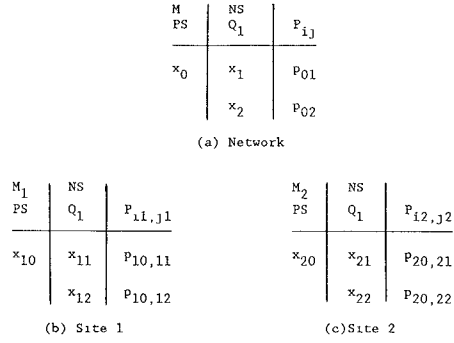 M NS
PS Q1 Pij
x0 x1 p01
x2 p02
(a) Network
M1 NS
PS Q1 Pi1,j1
x10 x11 p10,11
x12 p10,12
(b) Site 1
M2 NS
PS Q1 Pi2,j2
x20 x21 p20,21
x22 p20,22
(c)Site 2